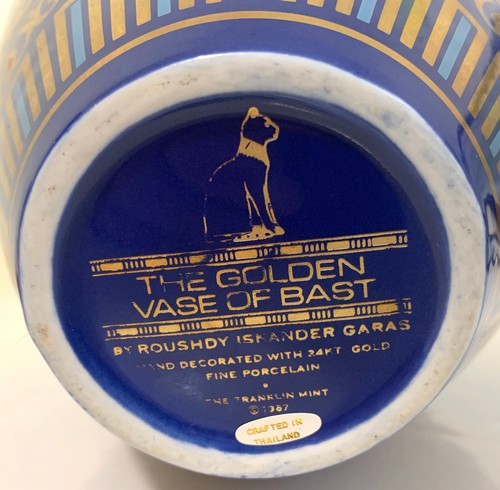 THE GOLDEN
VASE OF BAST
BY ROUSHDY ISKANDER GARAS
HAND DECORATED WITH 24KT GOLD
FINE PORCELAIN
THE FRANKLIN MINT
© 1987
CRAFTED IN
THAILAND